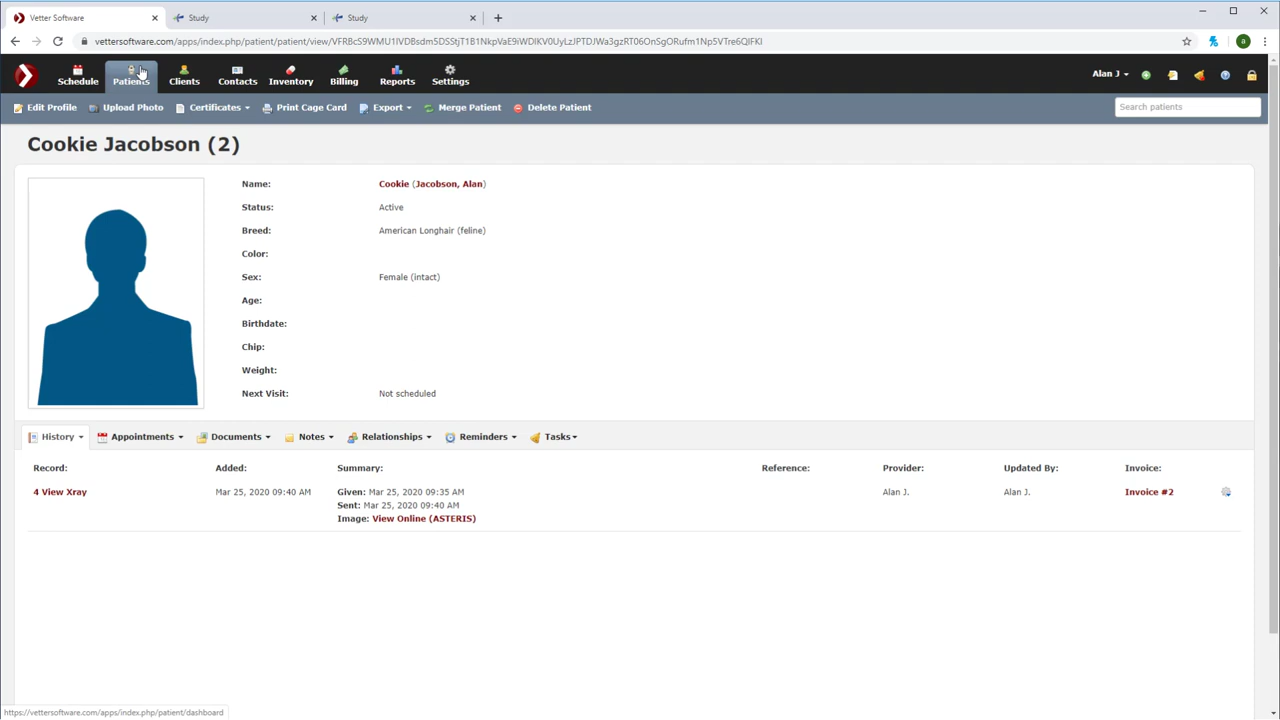 Vetter Software
Study
Study
vettersoftware.com/apps/index.php/patient/patient/view/
a
Schedule
Patients
Clients
Contacts
Inventory
Billing
Reports
Settings
Alan J
Edit Profile
Upload Photo
Certificates
Print Cage Card
Export
Merge Patient
Delete Patient
Search patients
Cookie Jacobson (2)
Name: Cookie (Jacobson, Alan)
Status: Active
Breed: American Longhair (feline)
Color:
Sex: Female (intact)
Age:
Birthdate:
Chip:
Weight:
Next Visit: Not scheduled
History Appointments Documents Notes Relationships Reminders Tasks
Record: Added: Summary: Reference: Provider: Updated By: Invoice:
4 View Xray Mar 25, 2020 09:40 AM Given: Mar 25, 2020 09:35 AM Alan J. Alan J. Invoice #2
Sent: Mar 25, 2020 09:40 AM
Image: View Online (ASTERIS)
https://vettersoftware.com/apps/index.php/patient/dashboard